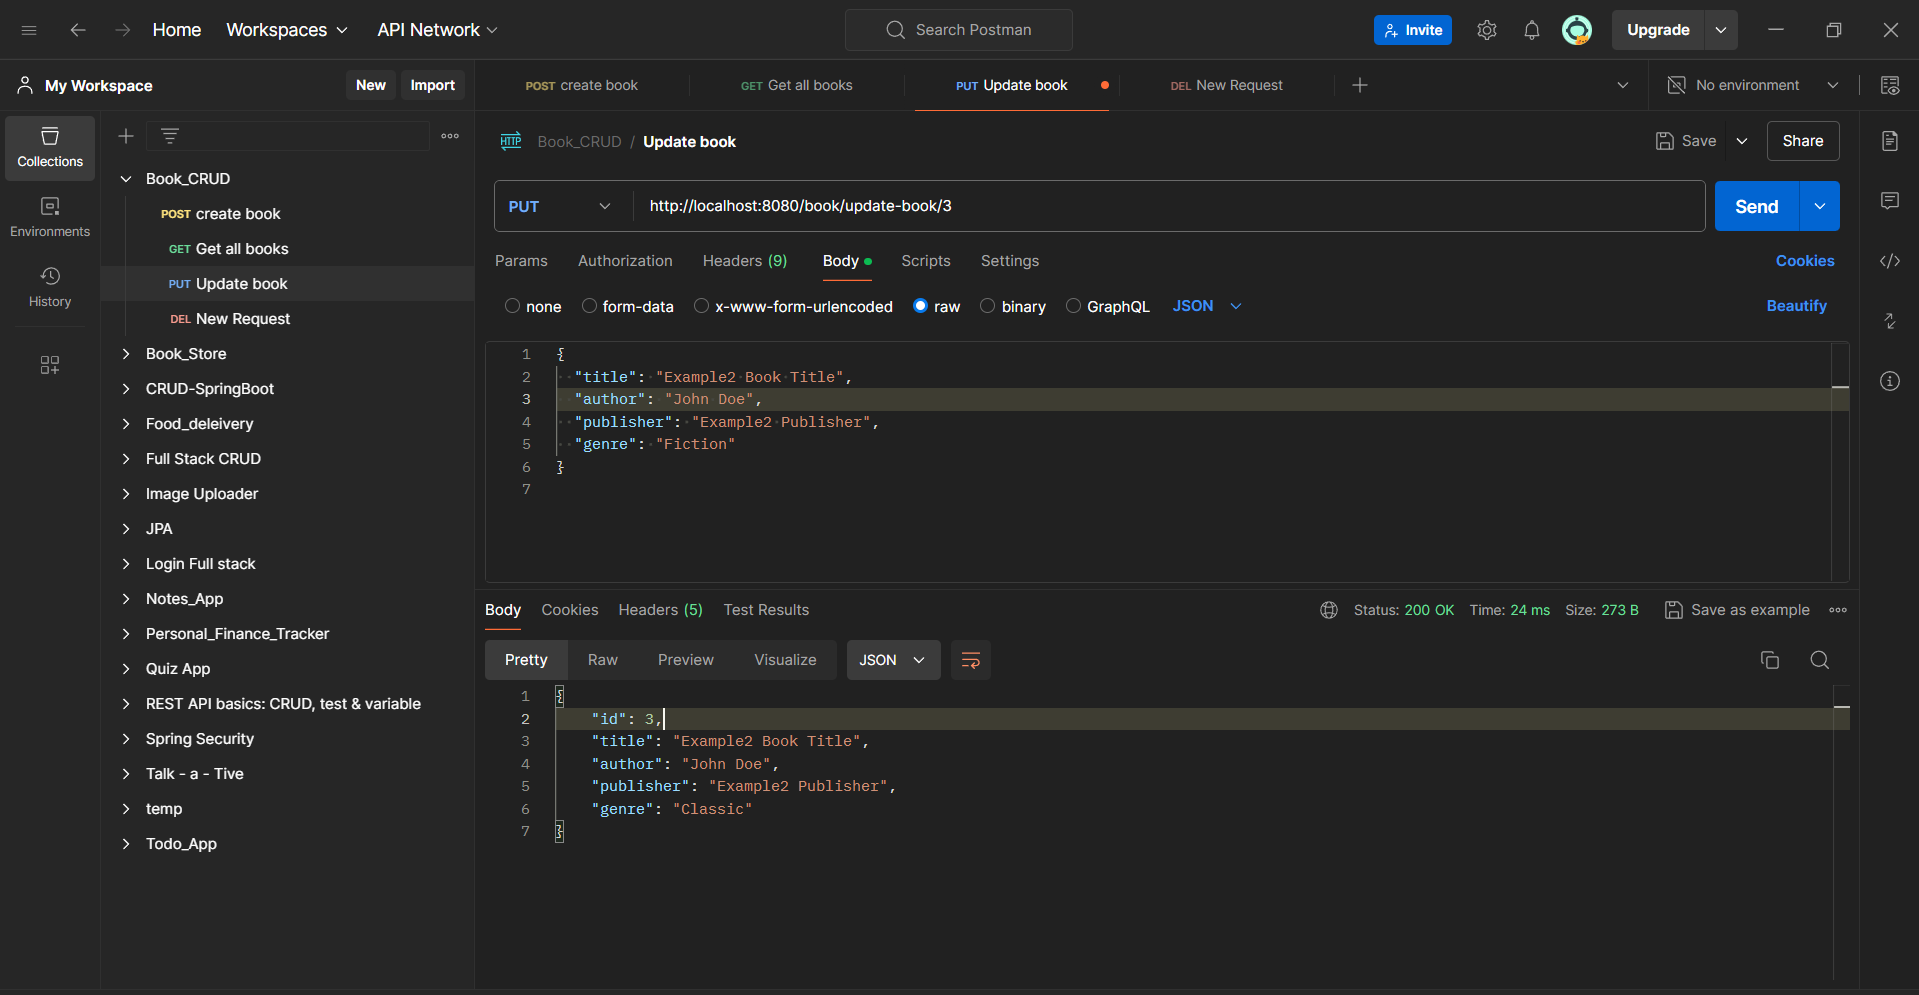 Home Workspaces API Network Search Postman Invite Upgrade
My Workspace New Import POST create book GET Get all books PUT Update book DEL New Request No environment
Collections
Environments
History
Book_CRUD
POST create book
GET Get all books
PUT Update book
DEL New Request
Book_Store
CRUD-SpringBoot
Food_deleivery
Full Stack CRUD
Image Uploader
JPA
Login Full stack
Notes_App
Personal_Finance_Tracker
Quiz App
REST API basics: CRUD, test & variable
Spring Security
Talk - a - Tive
temp
Todo_App
HTTP Book_CRUD / Update book Save Share
PUT http://localhost:8080/book/update-book/3 Send
Params Authorization Headers (9) Body Scripts Settings Cookies
none form-data x-www-form-urlencoded raw binary GraphQL JSON Beautify
1 {
2 "title": "Example2 Book Title",
3 "author": "John Doe",
4 "publisher": "Example2 Publisher",
5 "genre": "Fiction"
6 }
7
Body Cookies Headers (5) Test Results Status: 200 OK Time: 24 ms Size: 273 B Save as example
Pretty Raw Preview Visualize JSON
1 {
2 "id": 3,
3 "title": "Example2 Book Title",
4 "author": "John Doe",
5 "publisher": "Example2 Publisher",
6 "genre": "Classic"
7 }